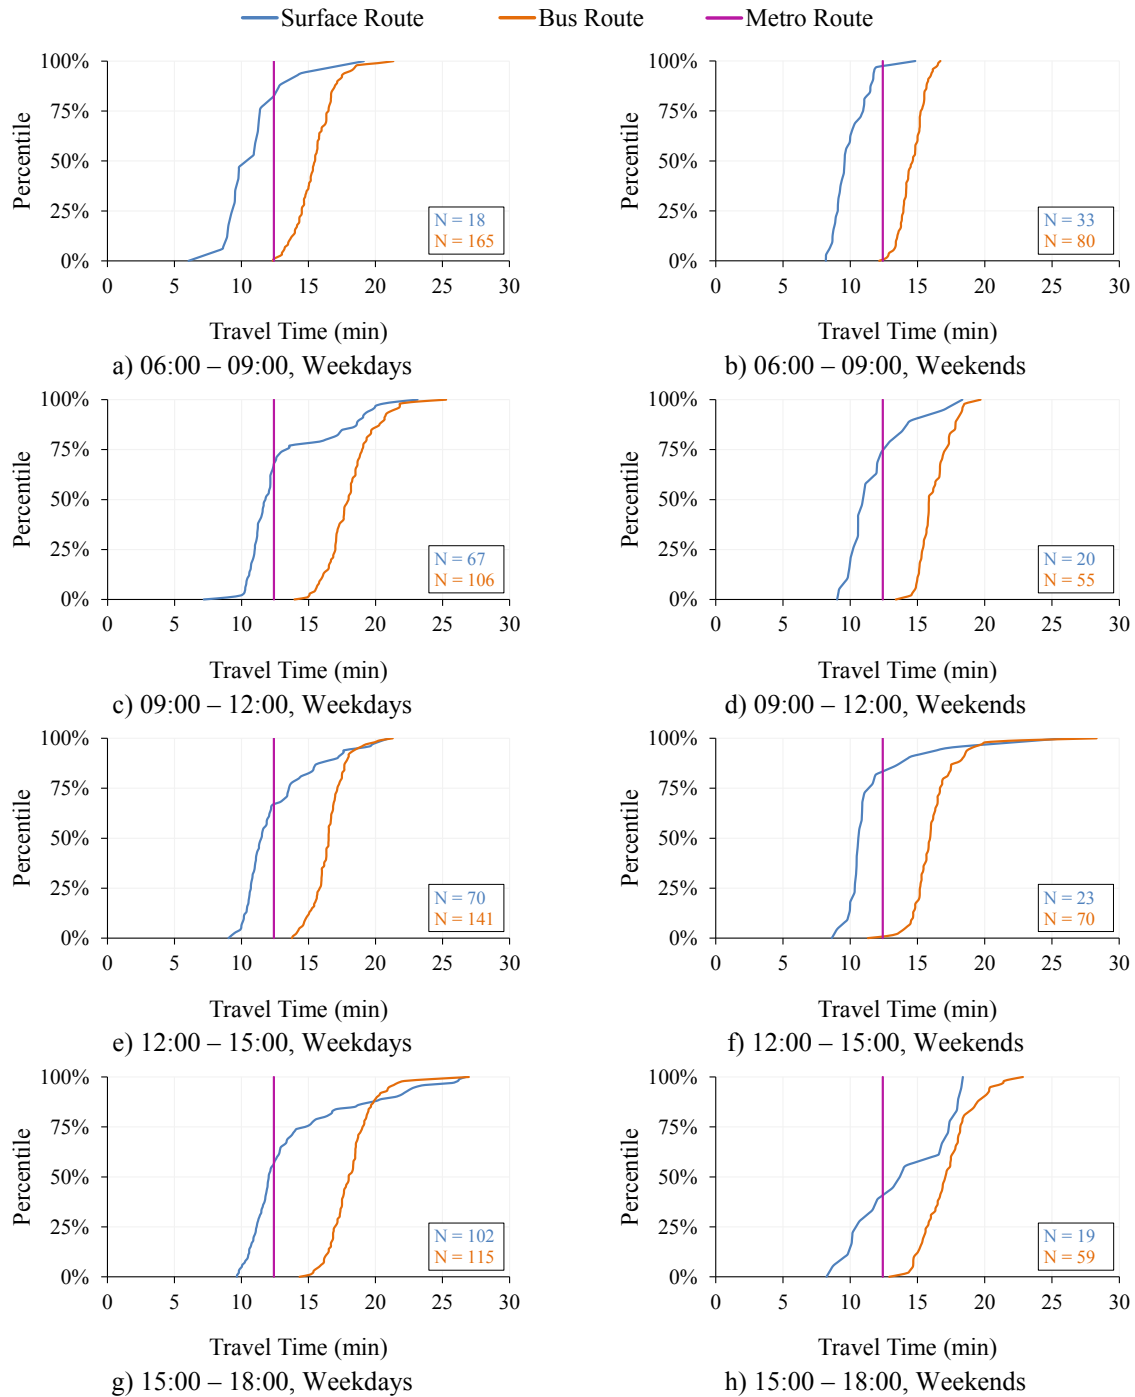 Surface Route Bus Route Metro Route
100% 100%
75% 75%
50% 50%
25% 25%
0% 0%
Percentile Percentile
N = 18 N = 33
N = 165 N = 80
0 5 10 15 20 25 30 0 5 10 15 20 25 30
Travel Time (min) Travel Time (min)
a) 06:00 – 09:00, Weekdays b) 06:00 – 09:00, Weekends
100% 100%
75% 75%
50% 50%
25% 25%
0% 0%
Percentile Percentile
N = 67 N = 20
N = 106 N = 55
0 5 10 15 20 25 30 0 5 10 15 20 25 30
Travel Time (min) Travel Time (min)
c) 09:00 – 12:00, Weekdays d) 09:00 – 12:00, Weekends
100% 100%
75% 75%
50% 50%
25% 25%
0% 0%
Percentile Percentile
N = 70 N = 23
N = 141 N = 70
0 5 10 15 20 25 30 0 5 10 15 20 25 30
Travel Time (min) Travel Time (min)
e) 12:00 – 15:00, Weekdays f) 12:00 – 15:00, Weekends
100% 100%
75% 75%
50% 50%
25% 25%
0% 0%
Percentile Percentile
N = 102 N = 19
N = 115 N = 59
0 5 10 15 20 25 30 0 5 10 15 20 25 30
Travel Time (min) Travel Time (min)
g) 15:00 – 18:00, Weekdays h) 15:00 – 18:00, Weekends